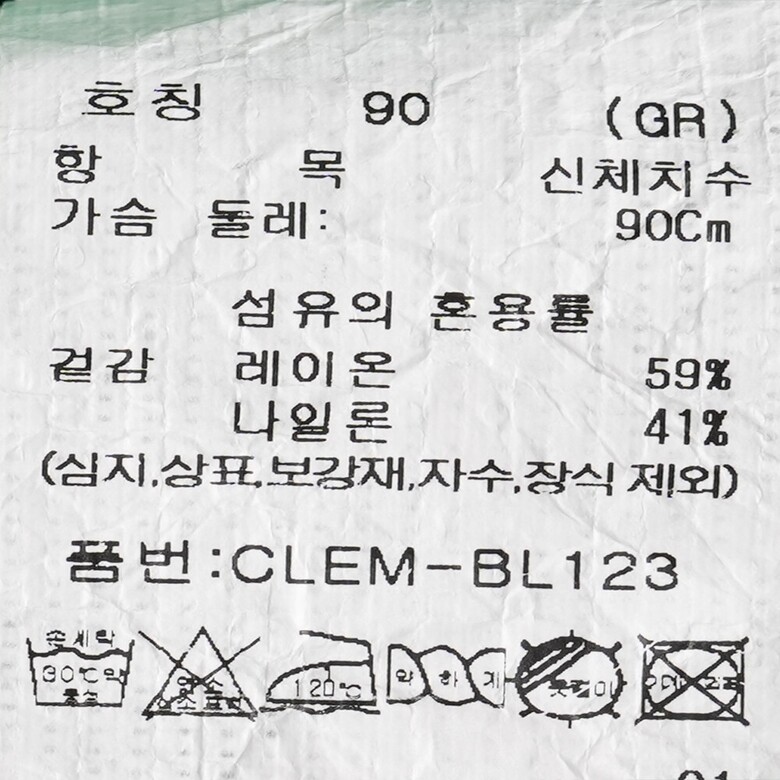 호칭 90 (GR)
항 목 신체치수
가슴 둘레: 90Cm
섬유의 혼용률
겉감 레이온 59%
나일론 41%
(심지,상표,보강재,자수,장식 제외)
품번:CLEM-BL123
손세탁
30℃약 120℃ 약하게
중성